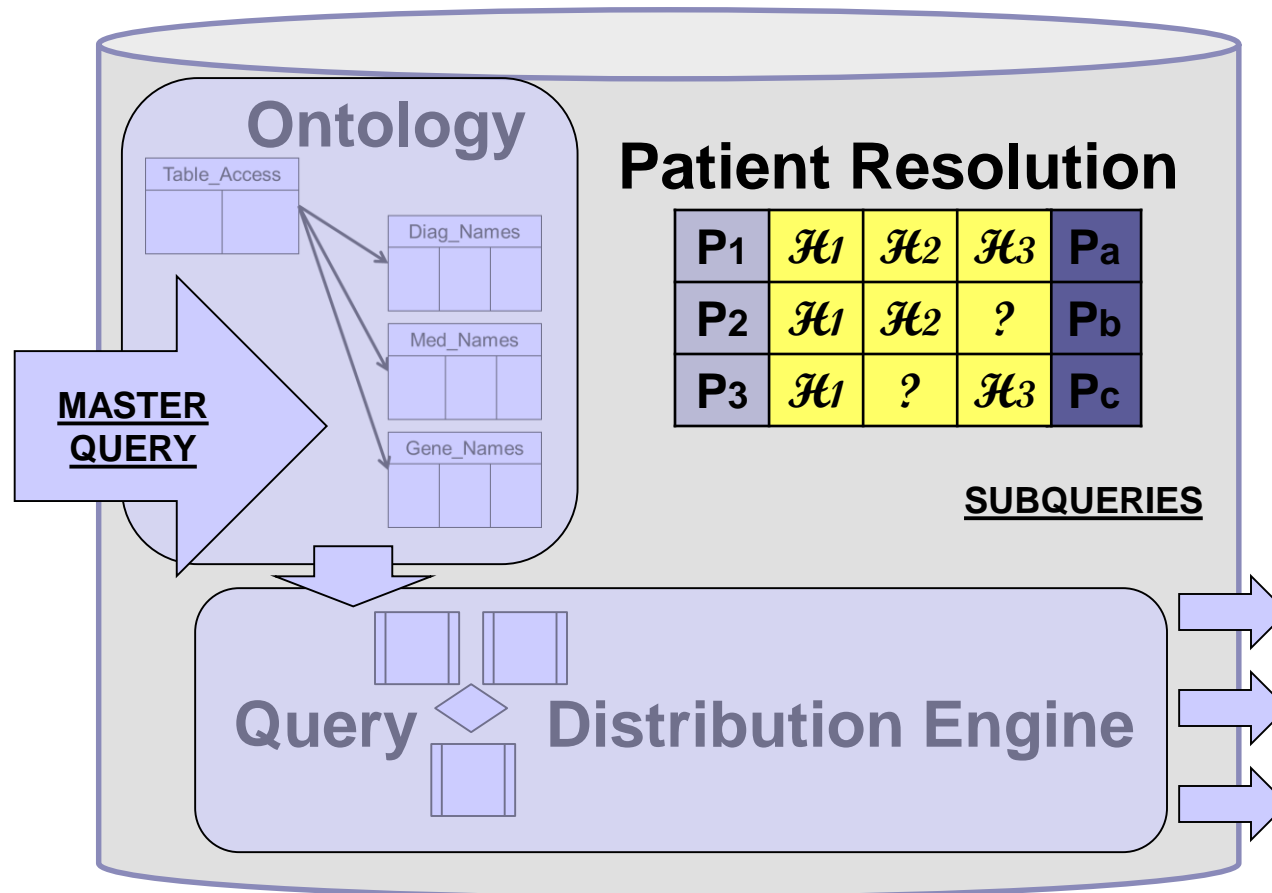 Ontology
Table_Access
Diag_Names
Med_Names
Gene_Names
MASTER
QUERY
Patient Resolution
P1 ℋ1 ℋ2 ℋ3 Pa
P2 ℋ1 ℋ2 ? Pb
P3 ℋ1 ? ℋ3 Pc
SUBQUERIES
Query Distribution Engine